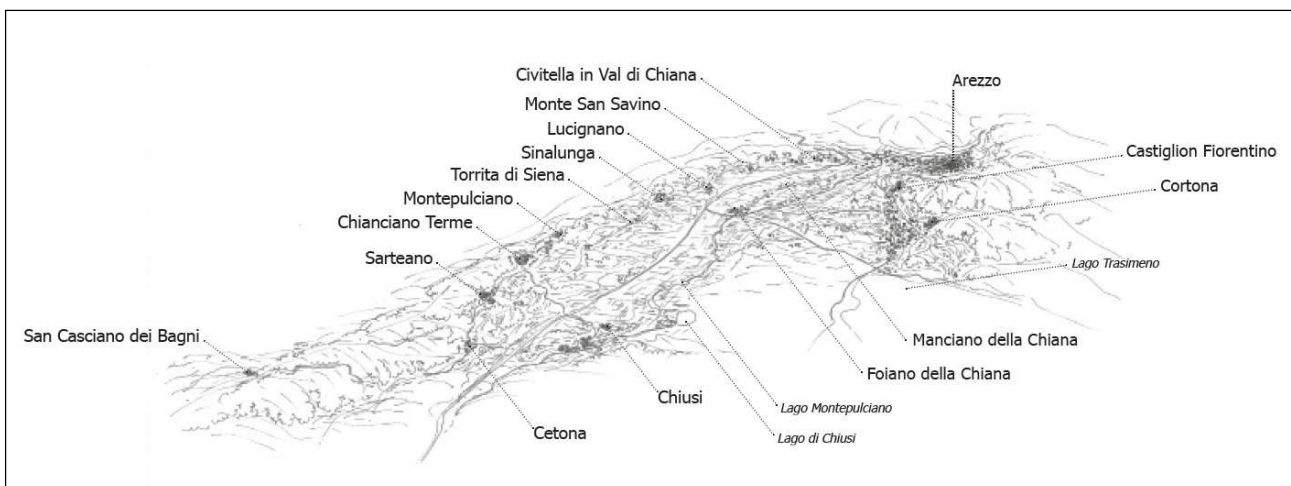 Civitella in Val di Chiana
Arezzo
Monte San Savino
Lucignano
Castiglion Fiorentino
Sinalunga
Torrita di Siena
Cortona
Montepulciano
Chianciano Terme
Sarteano
Lago Trasimeno
San Casciano dei Bagni
Manciano della Chiana
Foiano della Chiana
Chiusi
Lago Montepulciano
Cetona
Lago di Chiusi